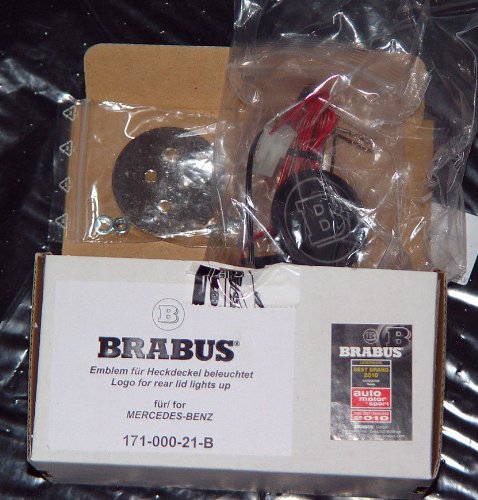 B
B
BRABUS®
Emblem für Heckdeckel beleuchtet
Logo for rear lid lights up
für/ for
MERCEDES-BENZ
171-000-21-B
B
BRABUS
BEST BRAND
2010
auto
motor
sport
2010
BRABUS